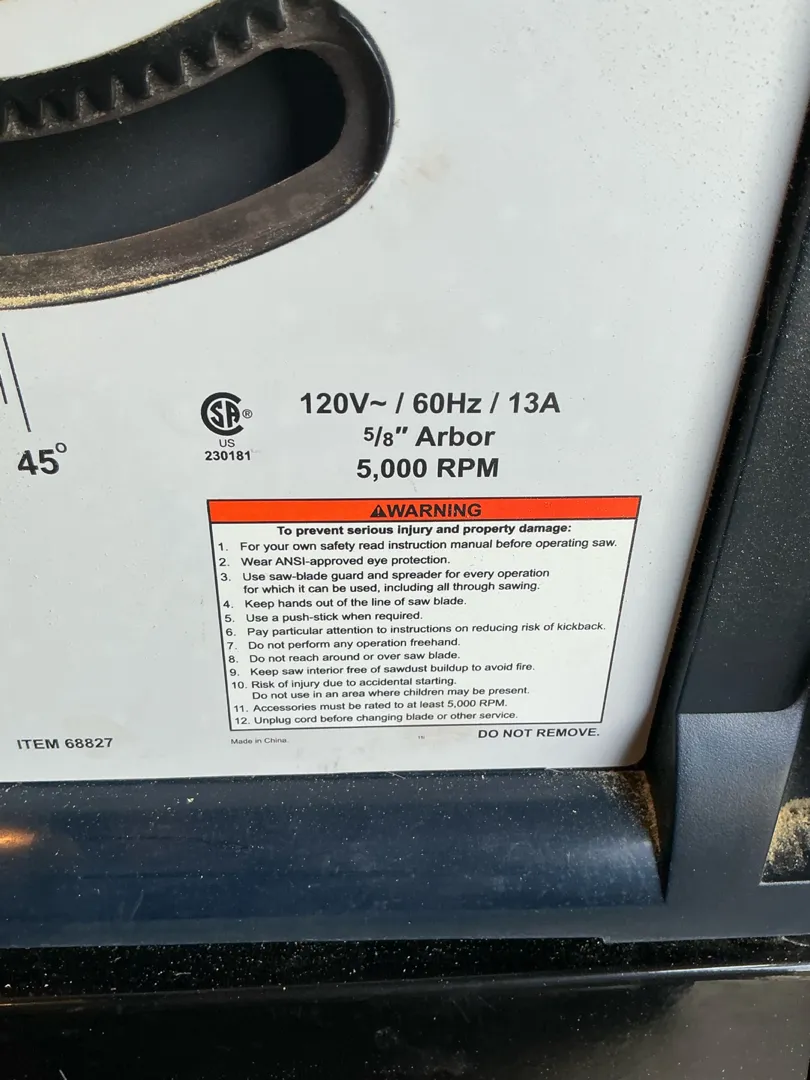 45°
SA®
US
230181
120V~ / 60Hz / 13A
5/8" Arbor
5,000 RPM
⚠WARNING
To prevent serious injury and property damage:
1. For your own safety read instruction manual before operating saw.
2. Wear ANSI-approved eye protection.
3. Use saw-blade guard and spreader for every operation
for which it can be used, including all through sawing.
4. Keep hands out of the line of saw blade.
5. Use a push-stick when required.
6. Pay particular attention to instructions on reducing risk of kickback.
7. Do not perform any operation freehand.
8. Do not reach around or over saw blade.
9. Keep saw interior free of sawdust buildup to avoid fire.
10. Risk of injury due to accidental starting.
Do not use in an area where children may be present.
11. Accessories must be rated to at least 5,000 RPM.
12. Unplug cord before changing blade or other service.
ITEM 68827
Made in China.
DO NOT REMOVE.